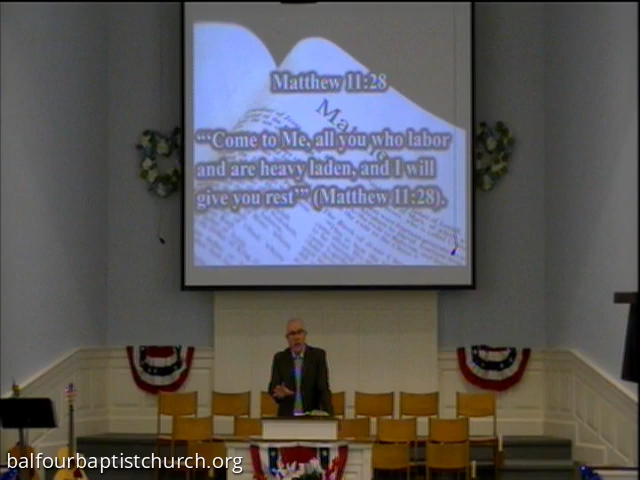 Matthew 11:28
"'Come to Me, all you who labor
and are heavy laden, and I will
give you rest'" (Matthew 11:28).
balfourbaptistchurch.org